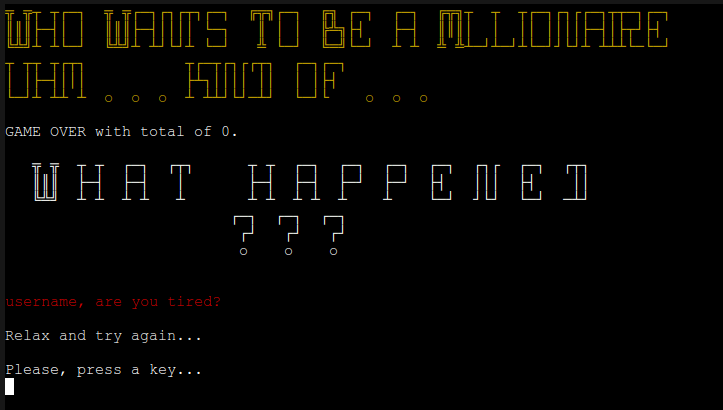 WHO WANTS TO BE A MILLIONAIRE
UHM ... KIND OF ...
GAME OVER with total of 0.
WHAT HAPPENED
???
username, are you tired?
Relax and try again...
Please, press a key...